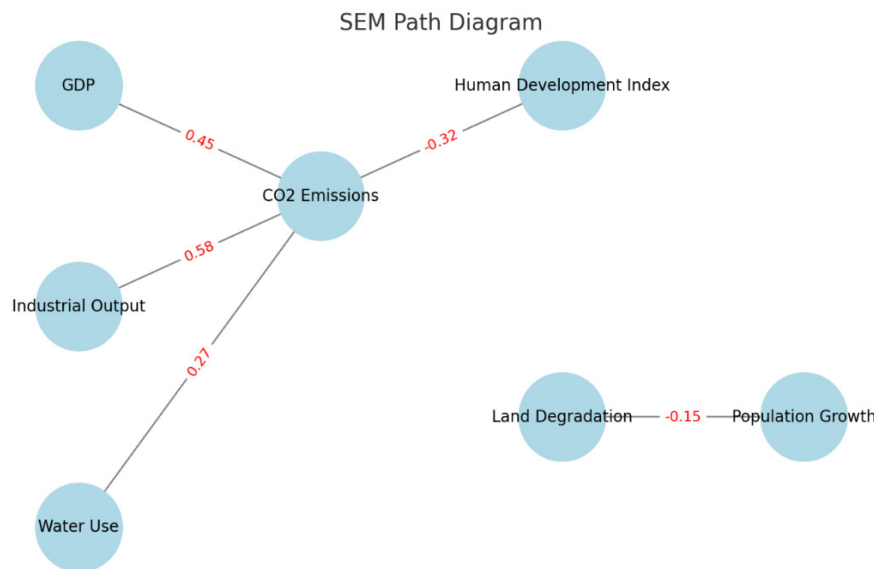 SEM Path Diagram
GDP
Human Development Index
0.45
-0.32
CO2 Emissions
0.58
Industrial Output
0.27
Land Degradation
-0.15
Population Growth
Water Use